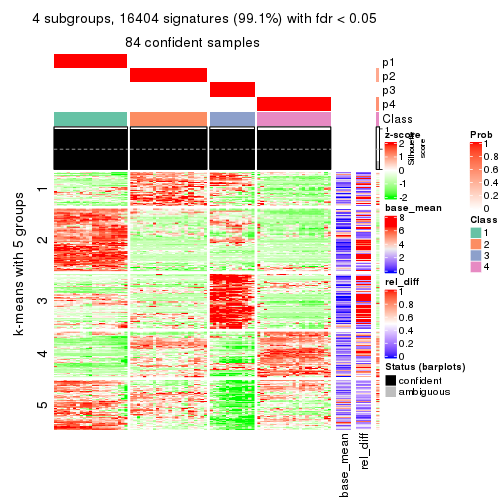 4 subgroups, 16404 signatures (99.1%) with fdr < 0.05
84 confident samples
p1
p2
p3
p4
Class
1
Silhouette
score
k-means with 5 groups
1
2
3
4
5
base_mean
rel_diff
z-score
2
1
0
-1
-2
base_mean
8
6
4
2
0
rel_diff
1
0.8
0.6
0.4
0.2
0
Status (barplots)
confident
ambiguous
Prob
1
0.8
0.6
0.4
0.2
0
Class
1
2
3
4